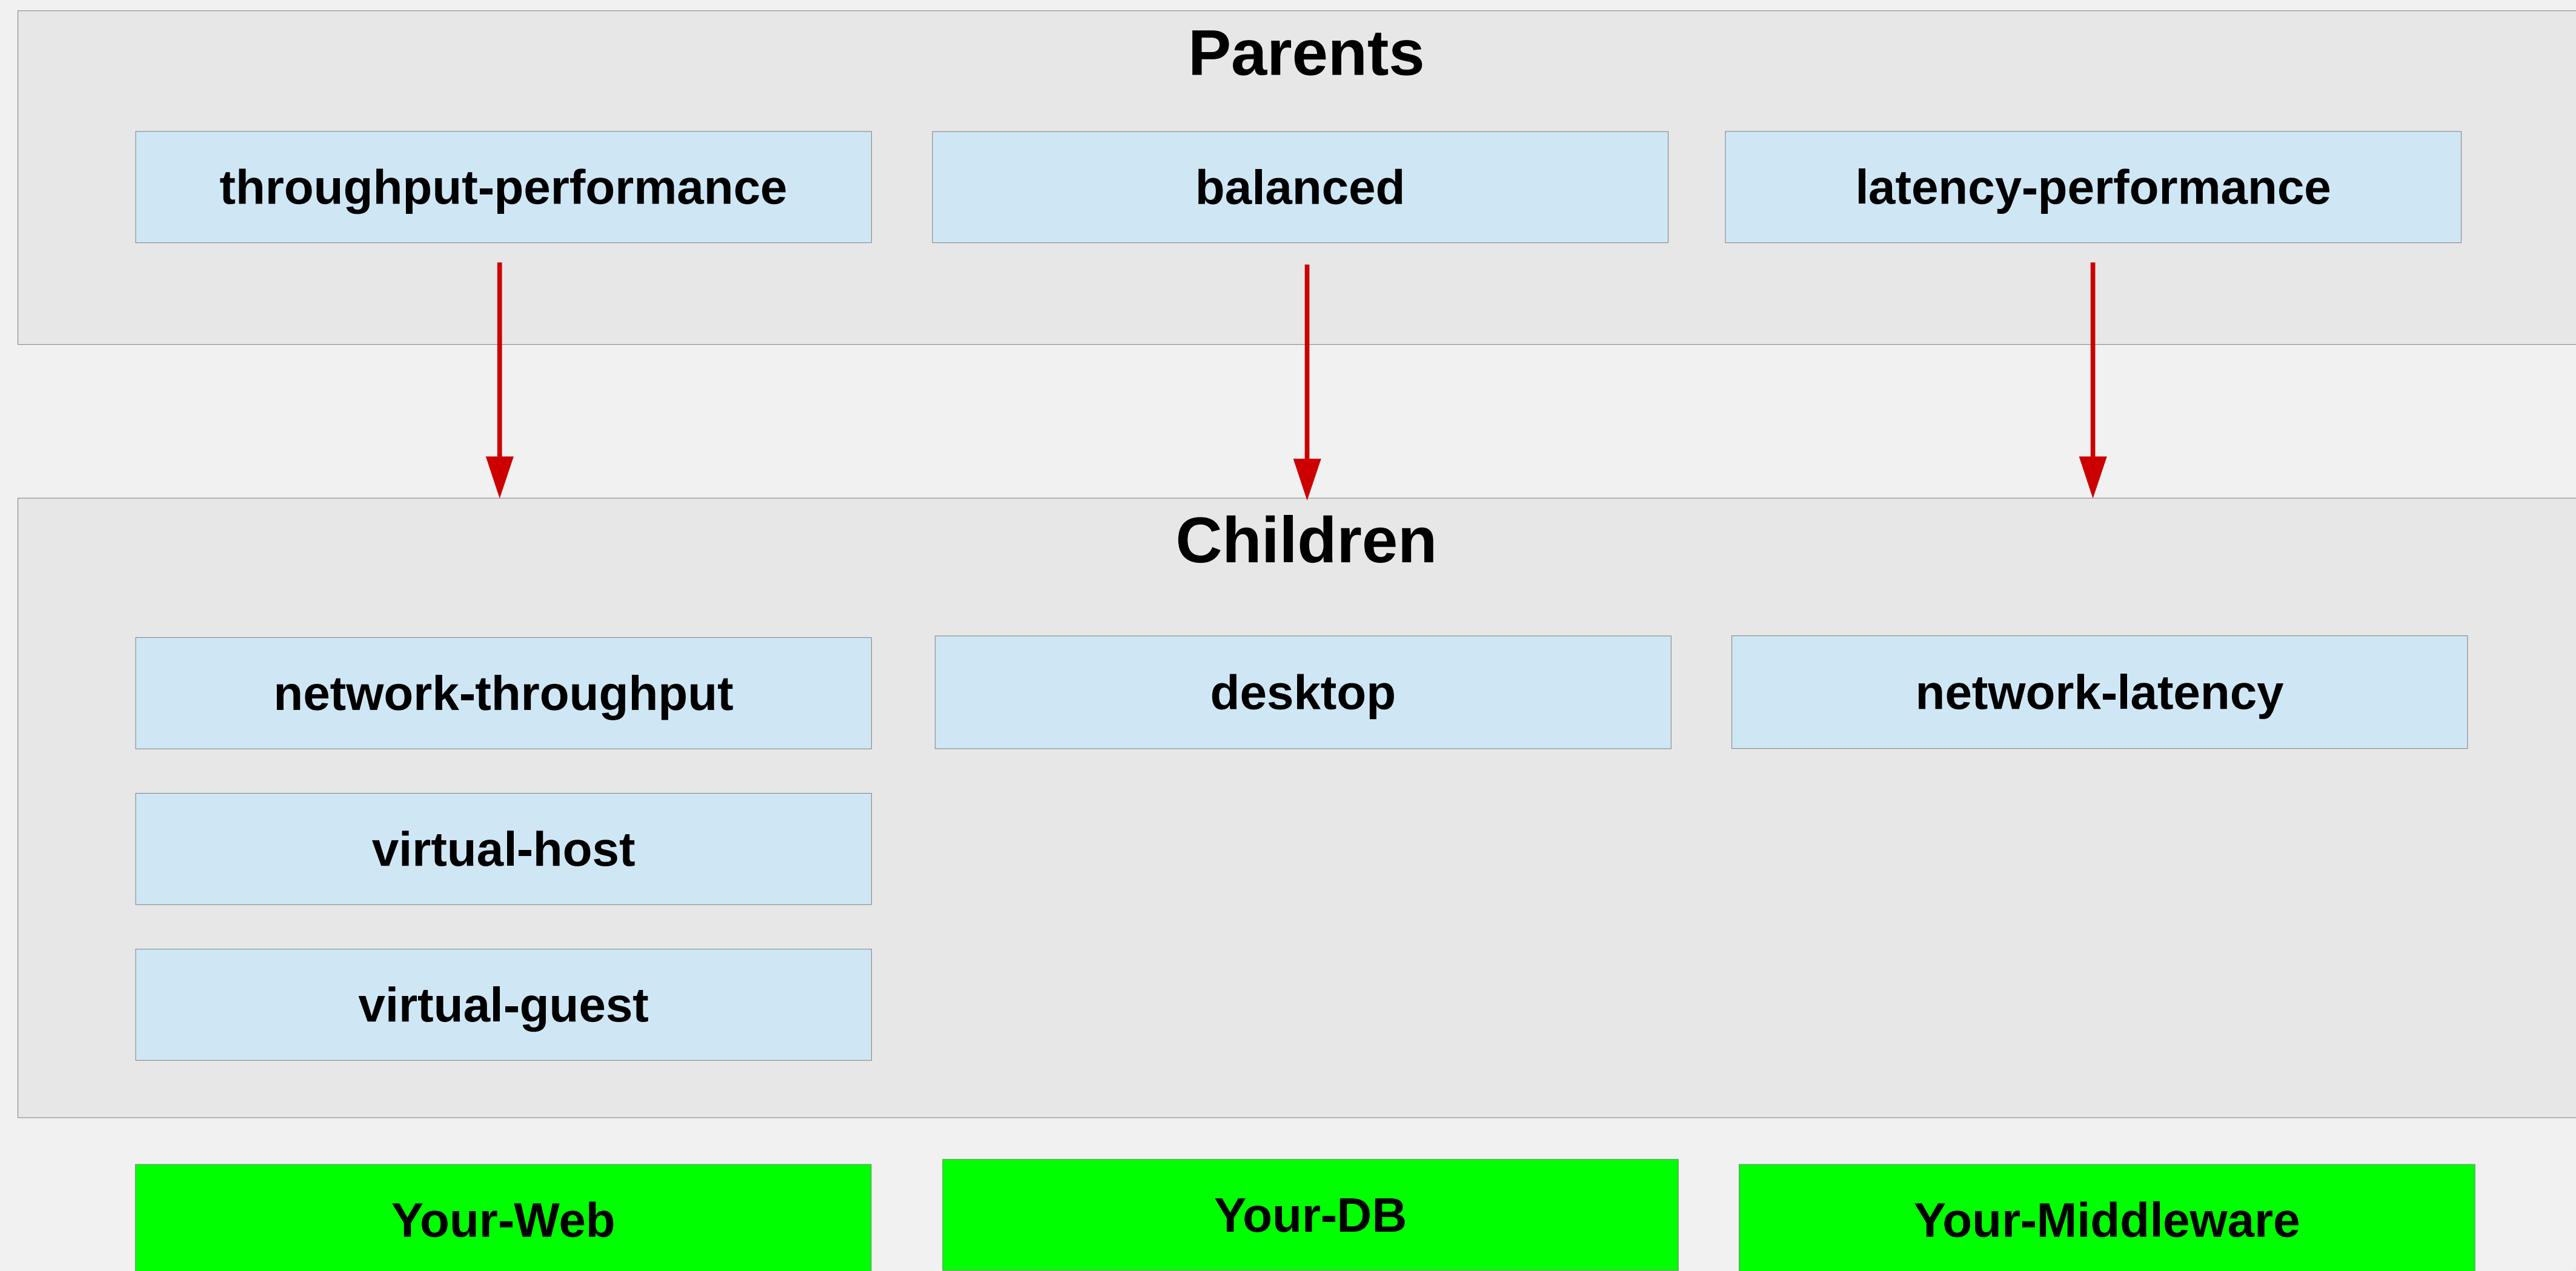 Parents
throughput-performance
balanced
latency-performance
Children
network-throughput
desktop
network-latency
virtual-host
virtual-guest
Your-Web
Your-DB
Your-Middleware